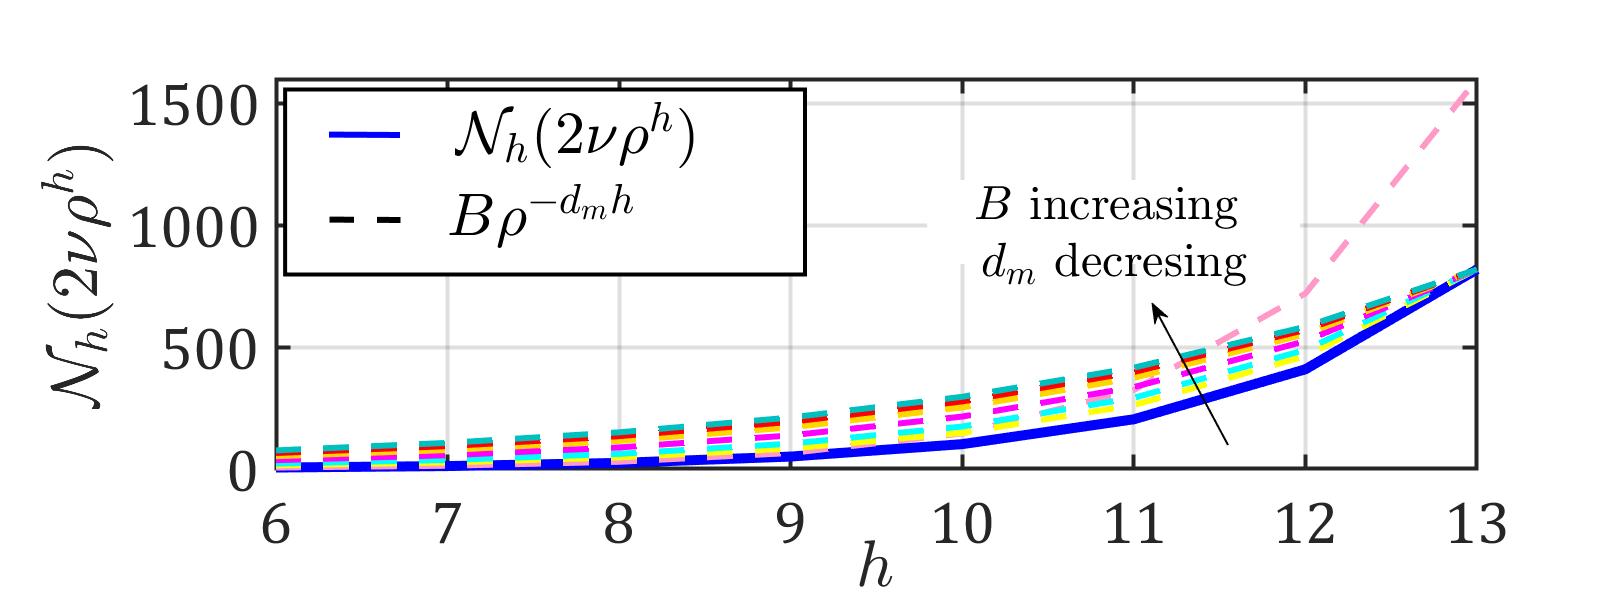 1500
1000
500
0
𝒩_h(2νρ^h)
𝒩_h(2νρ^h)
Bρ^{-d_m h}
B increasing
d_m decresing
6 7 8 9 10 11 12 13
h